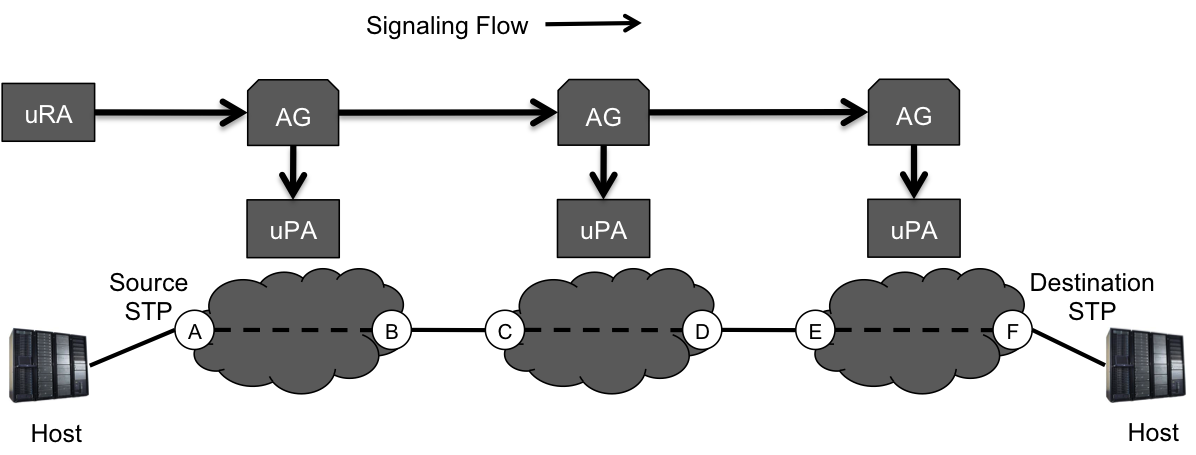 Signaling Flow
uRA
AG
AG
AG
uPA
uPA
uPA
Source
STP
Destination
STP
A
B
C
D
E
F
Host
Host